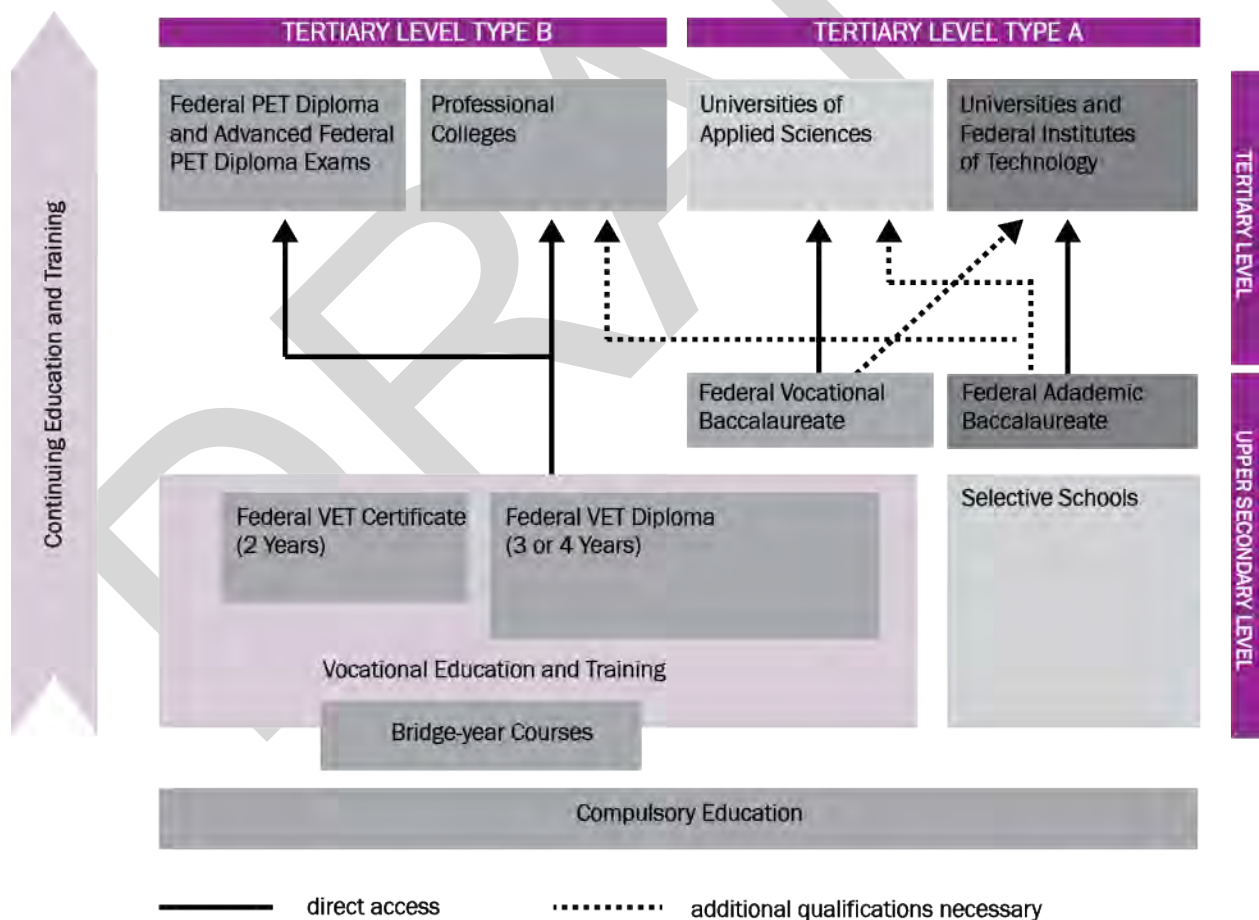 TERTIARY LEVEL TYPE B
TERTIARY LEVEL TYPE A
Federal PET Diploma
and Advanced Federal
PET Diploma Exams
Professional
Colleges
Universities of
Applied Sciences
Universities and
Federal Institutes
of Technology
TERTIARY LEVEL
Continuing Education and Training
Federal Vocational
Baccalaureate
Federal Adademic
Baccalaureate
UPPER SECONDARY LEVEL
Federal VET Certificate
(2 Years)
Federal VET Diploma
(3 or 4 Years)
Selective Schools
Vocational Education and Training
Bridge-year Courses
Compulsory Education
direct access
additional qualifications necessary
DRA